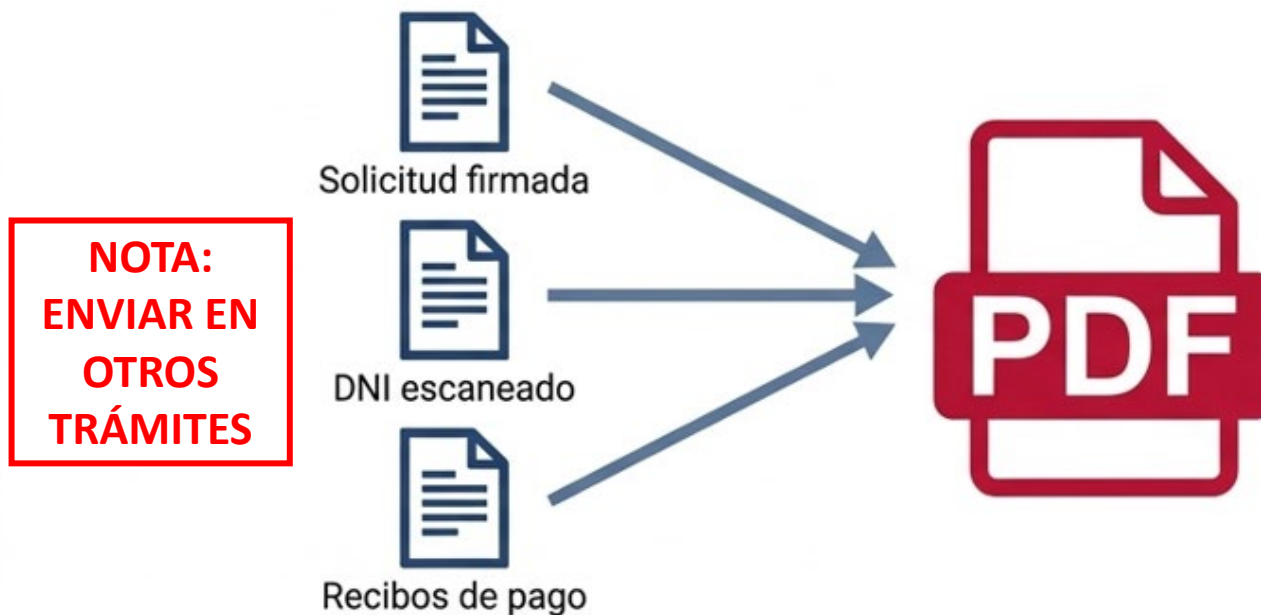 Solicitud firmada
NOTA:
ENVIAR EN
OTROS
TRÁMITES
DNI escaneado
Recibos de pago
PDF